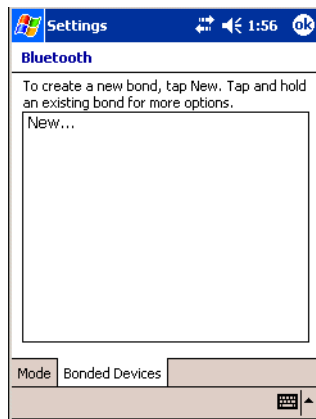 Settings 1:56 ok
Bluetooth
To create a new bond, tap New. Tap and hold
an existing bond for more options.
New...
Mode Bonded Devices